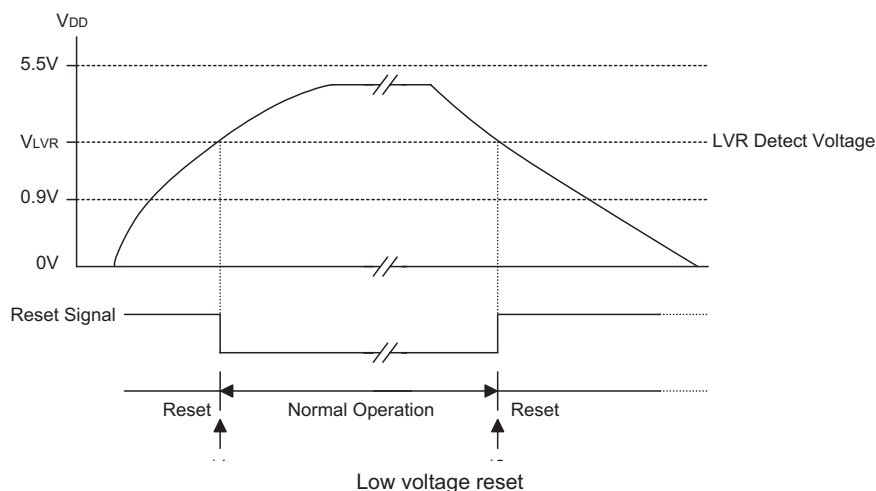 VDD
5.5V
VLVR
LVR Detect Voltage
0.9V
0V
Reset Signal
Reset
Normal Operation
Reset
Low voltage reset